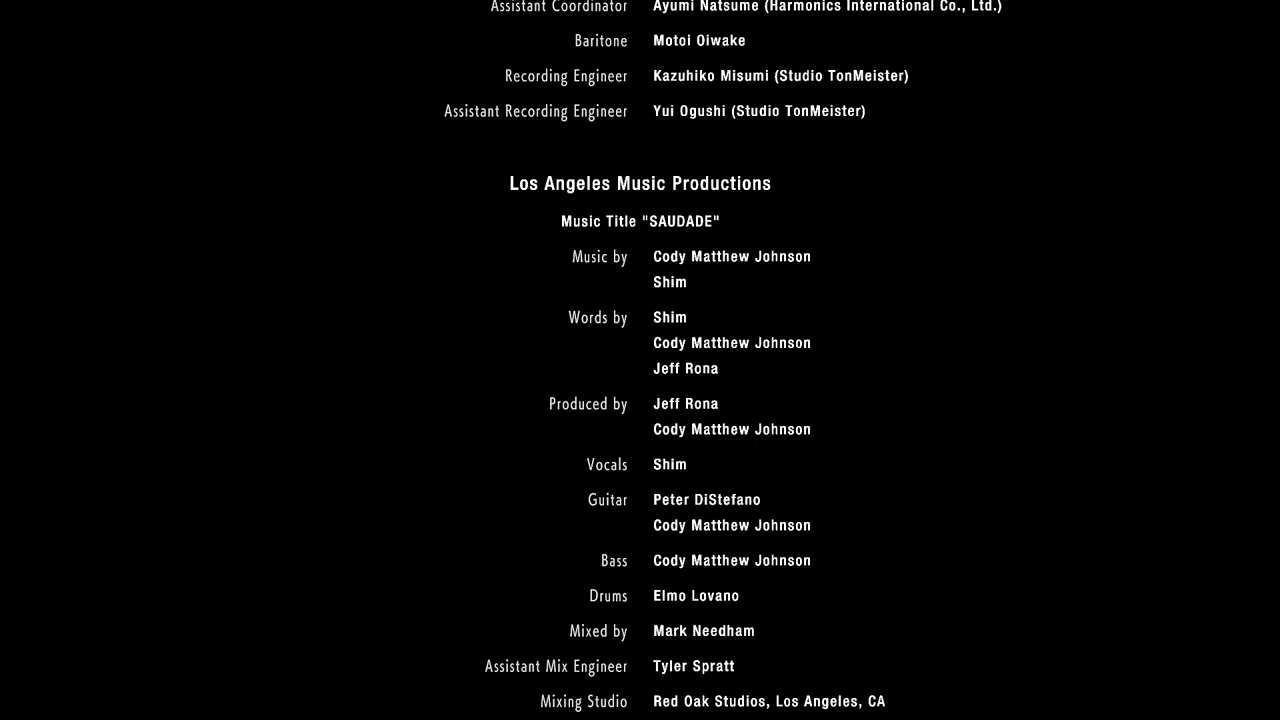 Assistant Coordinator Ayumi Natsume (Harmonics International Co., Ltd.)
Baritone Motoi Oiwake
Recording Engineer Kazuhiko Misumi (Studio TonMeister)
Assistant Recording Engineer Yui Ogushi (Studio TonMeister)
Los Angeles Music Productions
Music Title "SAUDADE"
Music by Cody Matthew Johnson
Shim
Words by Shim
Cody Matthew Johnson
Jeff Rona
Produced by Jeff Rona
Cody Matthew Johnson
Vocals Shim
Guitar Peter DiStefano
Cody Matthew Johnson
Bass Cody Matthew Johnson
Drums Elmo Lovano
Mixed by Mark Needham
Assistant Mix Engineer Tyler Spratt
Mixing Studio Red Oak Studios, Los Angeles, CA